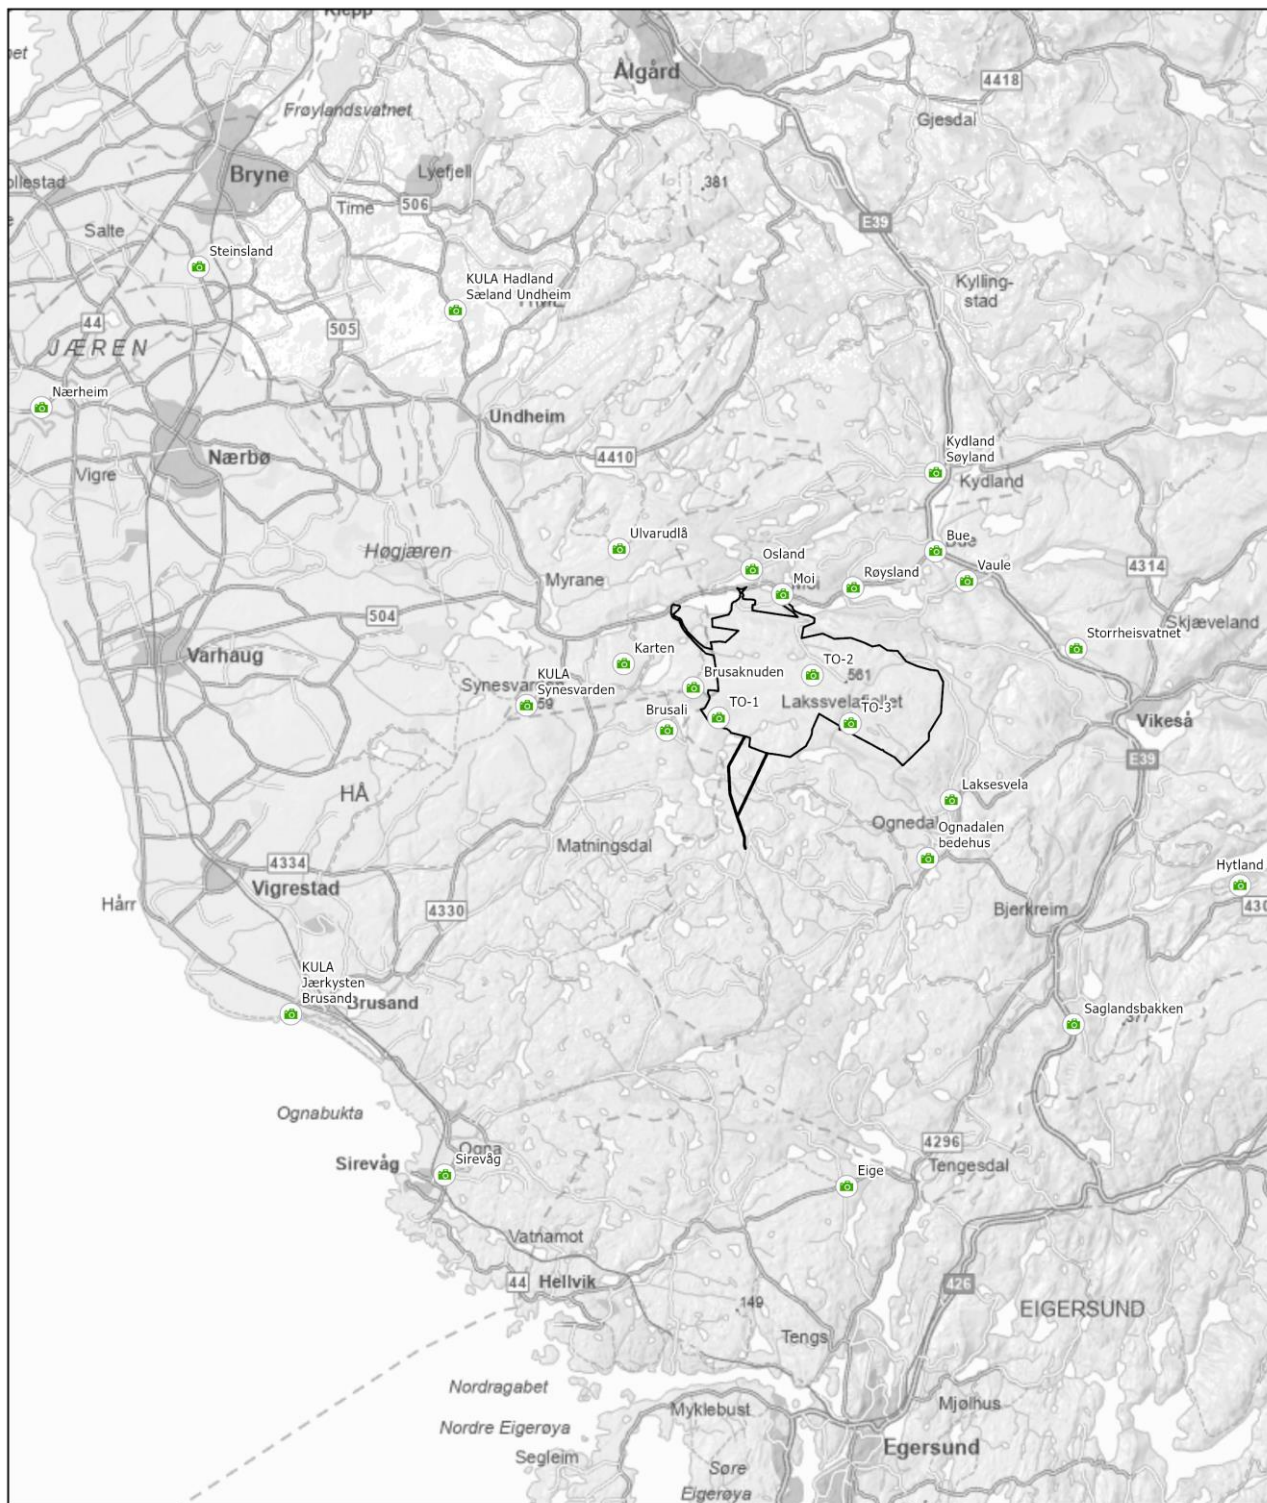 Klepp
Ålgård
4418
Frøylandsvatnet
Gjesdal
Bryne
Lyefjell
381
Time
506
E39
Salte
Steinsland
KULA Hadland
Sæland Undheim
Kylling-
stad
44
505
JÆREN
Nærheim
Undheim
Kydland
Søyland
Nærbø
4410
Vigre
Kydland
Ulvarudlå
Bue
Høgjæren
Osland
Vaule
4314
Myrane
Moi
Røysland
504
Skjæveland
Storrheisvatnet
Varhaug
Karten
KULA
Synesvarden
TO-2
561
Brusaknuden
Synesvarden
59
TO-1
Brusali
TO-3
Vikeså
E39
HÅ
Laksesvela
Ognedal
Ognadalen
bedehus
Matningsdal
4334
Hytland
Vigrestad
Hårr
4330
Bjerkreim
KULA
Jærkysten
Brusand
Brusand
Saglandsbakken
377
Ognabukta
Ogna
4296
Sirevåg
Sirevåg
Tengesdal
Eige
Vatnamot
44
Hellvik
426
149
EIGERSUND
Tengs
Nordragabet
Myklebust
Mjølhus
Nordre Eigerøya
Egersund
Segleim
Søre
Eigerøya